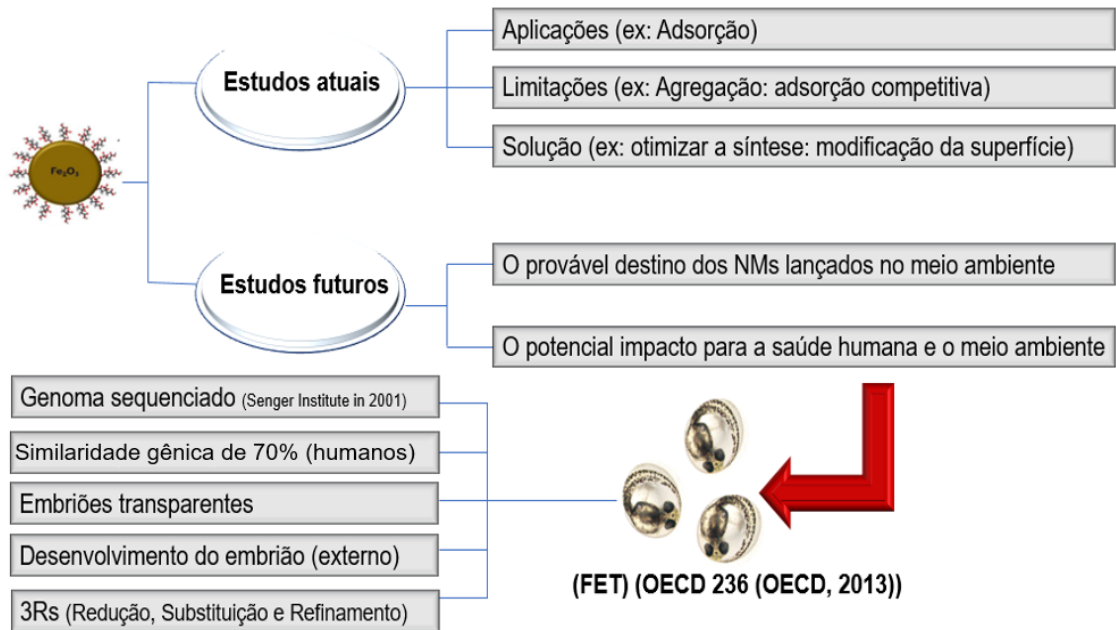 Aplicações (ex: Adsorção)
Estudos atuais
Limitações (ex: Agregação: adsorção competitiva)
Solução (ex: otimizar a síntese: modificação da superfície)
Fe₂O₃
Estudos futuros
O provável destino dos NMs lançados no meio ambiente
O potencial impacto para a saúde humana e o meio ambiente
Genoma sequenciado (Senger Institute in 2001)
Similaridade gênica de 70% (humanos)
Embriões transparentes
Desenvolvimento do embrião (externo)
3Rs (Redução, Substituição e Refinamento)
(FET) (OECD 236 (OECD, 2013))